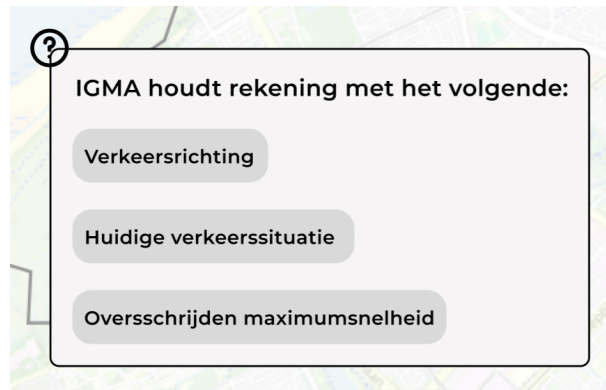 ?
IGMA houdt rekening met het volgende:
Verkeersrichting
Huidige verkeerssituatie
Oversschrijden maximumsnelheid